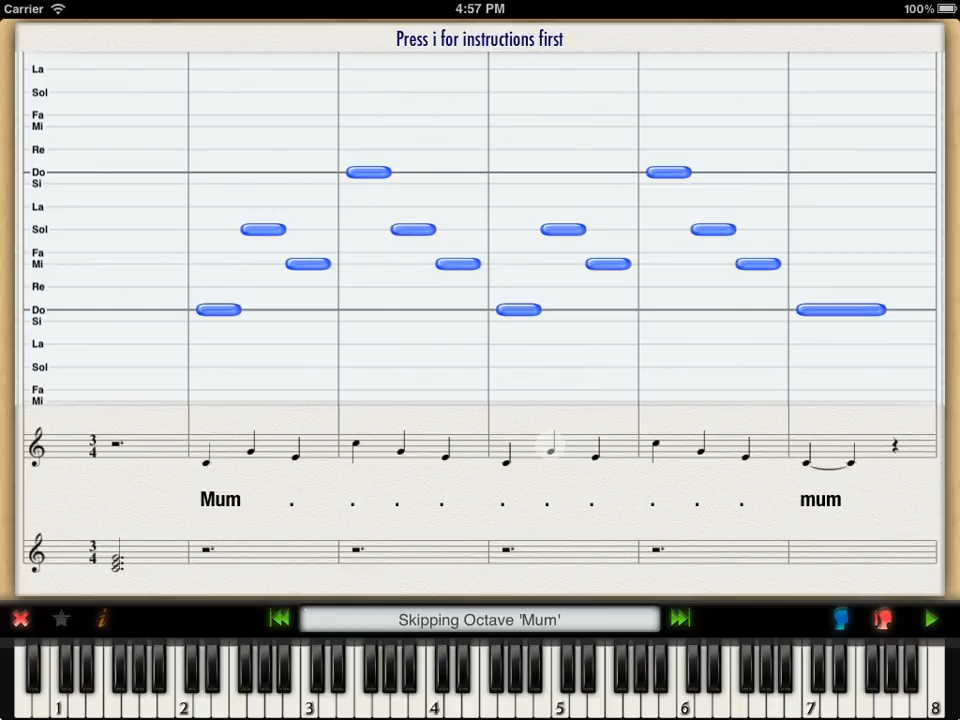 Carrier 4:57 PM 100%
Press i for instructions first
La
Sol
Fa
Mi
Re
Do
Si
La
Sol
Fa
Mi
Re
Do
Si
La
Sol
Fa
Mi
3
4
Mum . . . . . . . . . . mum
3
4
i Skipping Octave 'Mum'
1 2 3 4 5 6 7 8